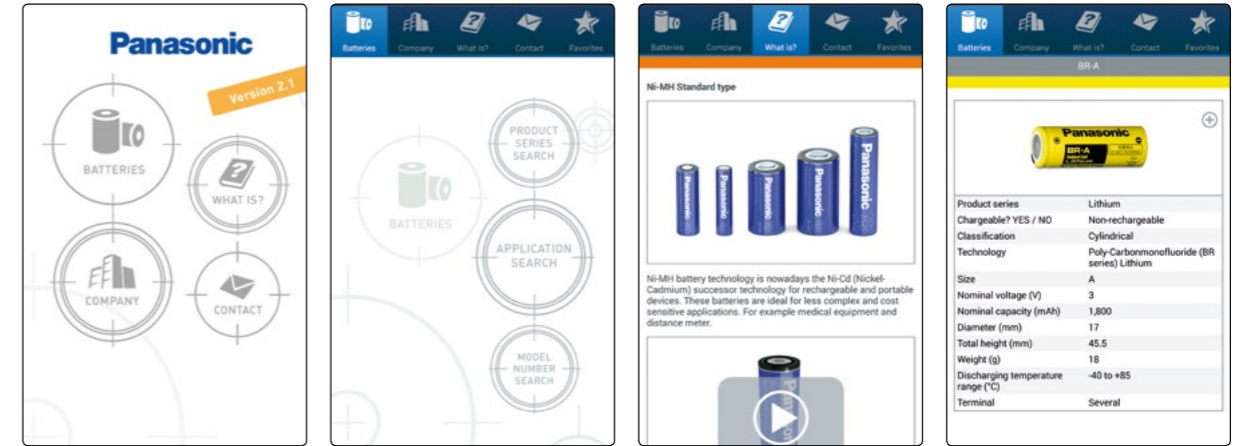 Panasonic
Version 2.1
BATTERIES
WHAT IS?
COMPANY
CONTACT
Batteries Company What is? Contact Favorites
PRODUCT
SERIES
SEARCH
BATTERIES
APPLICATION
SEARCH
MODEL
NUMBER
SEARCH
Batteries Company What is? Contact Favorites
Ni-MH Standard type
Panasonic
Panasonic
Panasonic
Panasonic
Panasonic
Ni-MH battery technology is nowadays the Ni-Cd (Nickel-
Cadmium) successor technology for rechargeable and portable
devices. These batteries are ideal for less complex and cost
sensitive applications. For example medical equipment and
distance meter.
Batteries Company What is? Contact Favorites
BR-A
Panasonic
BR-A
Product series Lithium
Chargeable? YES / NO Non-rechargeable
Classification Cylindrical
Technology Poly-Carbonmonofluoride (BR
series) Lithium
Size A
Nominal voltage (V) 3
Nominal capacity (mAh) 1,800
Diameter (mm) 17
Total height (mm) 45.5
Weight (g) 18
Discharging temperature -40 to +85
range (°C)
Terminal Several